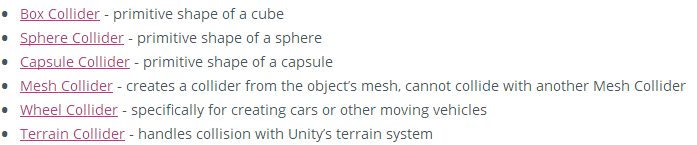 Box Collider - primitive shape of a cube
Sphere Collider - primitive shape of a sphere
Capsule Collider - primitive shape of a capsule
Mesh Collider - creates a collider from the object’s mesh, cannot collide with another Mesh Collider
Wheel Collider - specifically for creating cars or other moving vehicles
Terrain Collider - handles collision with Unity’s terrain system